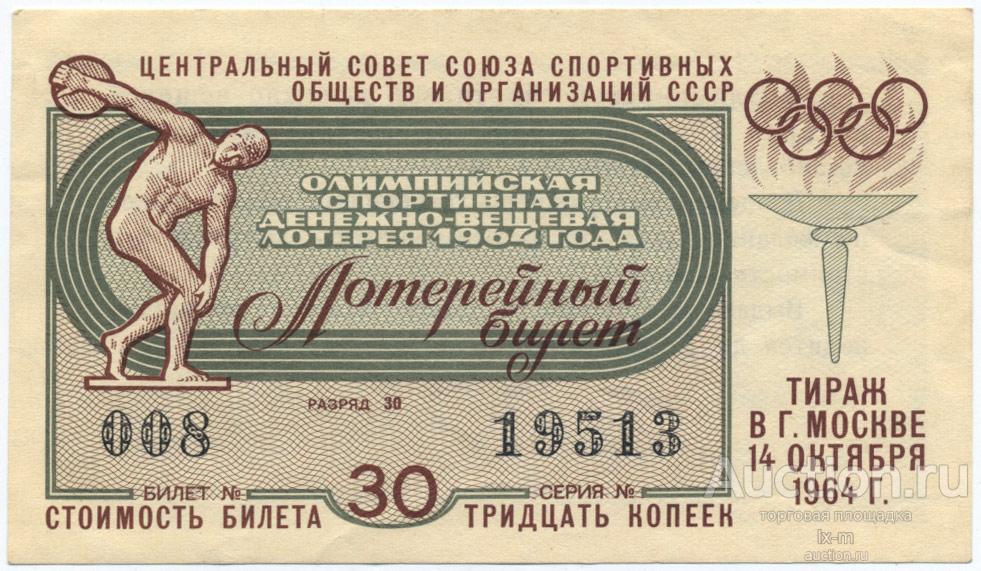 ЦЕНТРАЛЬНЫЙ СОВЕТ СОЮЗА СПОРТИВНЫХ
ОБЩЕСТВ И ОРГАНИЗАЦИЙ СССР
ОЛИМПИЙСКАЯ
СПОРТИВНАЯ
ДЕНЕЖНО-ВЕЩЕВАЯ
ЛОТЕРЕЯ 1964 ГОДА
Лотерейный
билет
РАЗРЯД 30
008 19513
БИЛЕТ № 30 СЕРИЯ №
СТОИМОСТЬ БИЛЕТА ТРИДЦАТЬ КОПЕЕК
ТИРАЖ
В Г. МОСКВЕ
14 ОКТЯБРЯ
1964 Г.
Auction.ru
торговая площадка
lx-m
auction.ru